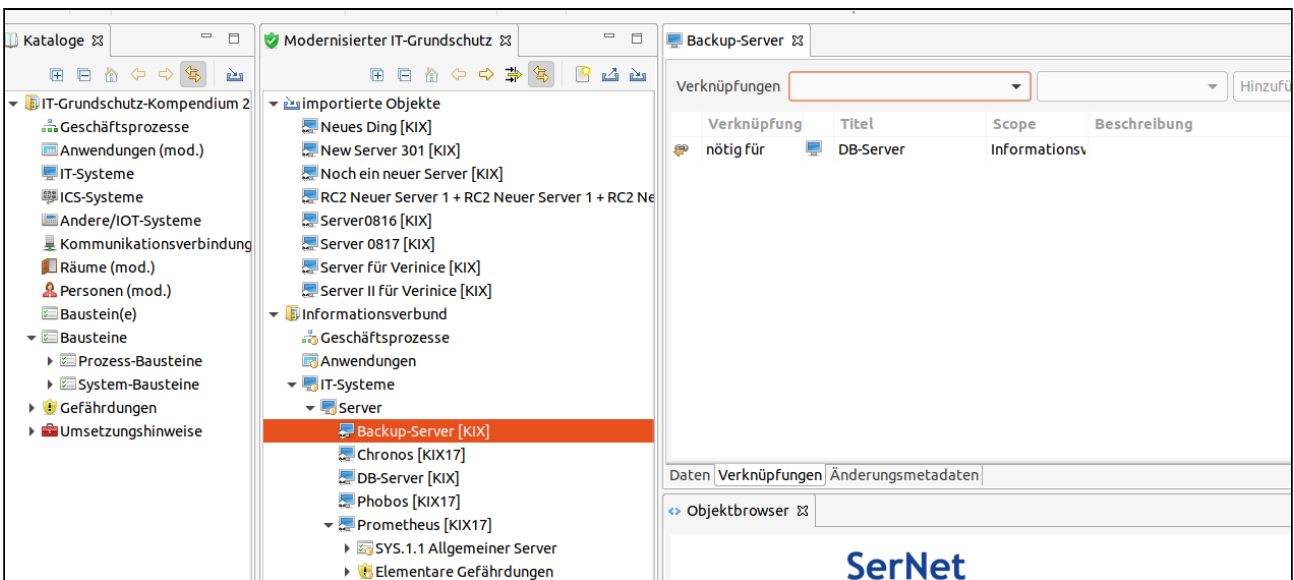 Kataloge
IT-Grundschutz-Kompendium 2
Geschäftsprozesse
Anwendungen (mod.)
IT-Systeme
ICS-Systeme
Andere/IOT-Systeme
Kommunikationsverbindung
Räume (mod.)
Personen (mod.)
Baustein(e)
Bausteine
Prozess-Bausteine
System-Bausteine
Gefährdungen
Umsetzungshinweise
Modernisierter IT-Grundschutz
importierte Objekte
Neues Ding [KIX]
New Server 301 [KIX]
Noch ein neuer Server [KIX]
RC2 Neuer Server 1 + RC2 Neuer Server 1 + RC2 Ne
Server0816 [KIX]
Server 0817 [KIX]
Server für Verinice [KIX]
Server II für Verinice [KIX]
Informationsverbund
Geschäftsprozesse
Anwendungen
IT-Systeme
Server
Backup-Server [KIX]
Chronos [KIX17]
DB-Server [KIX]
Phobos [KIX17]
Prometheus [KIX17]
SYS.1.1 Allgemeiner Server
Elementare Gefährdungen
Backup-Server
Verknüpfungen Hinzufü
Verknüpfung Titel Scope Beschreibung
nötig für DB-Server Informationsv
Daten Verknüpfungen Änderungsmetadaten
Objektbrowser
SerNet